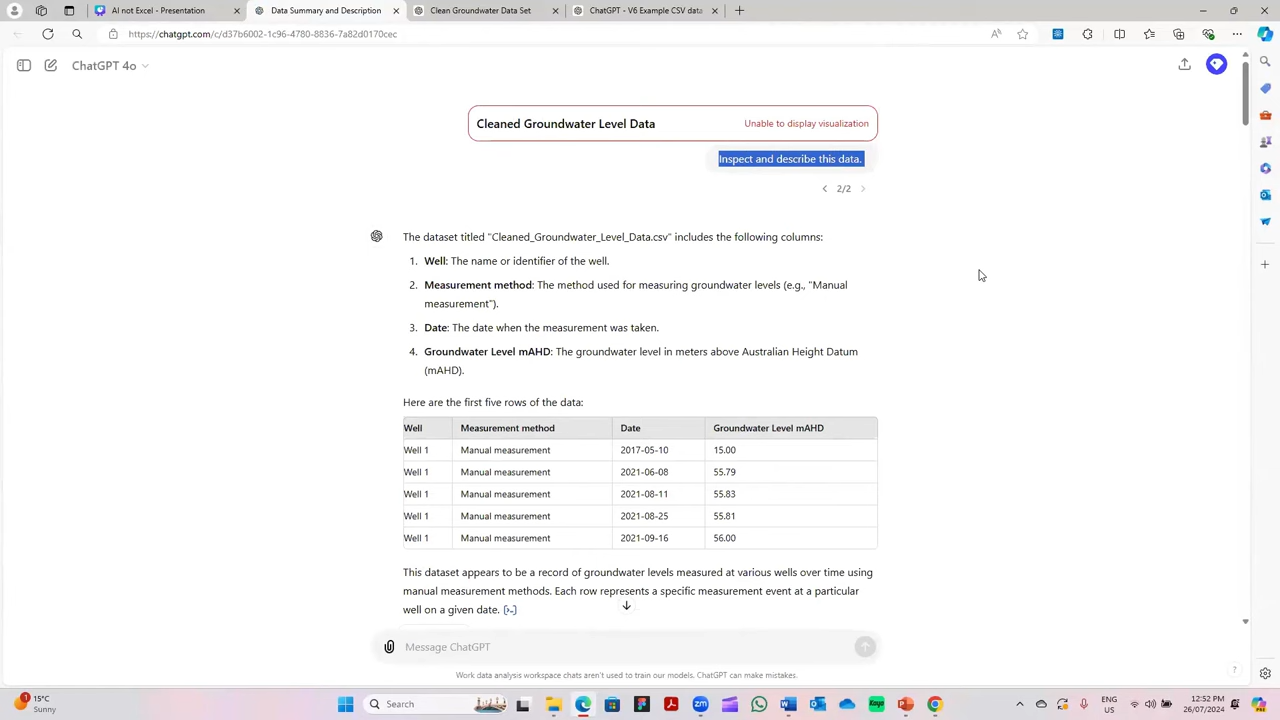 AI not Excel - Presentation
Data Summary and Description
Clean Groundwater Data Set
ChatGPT - V6 Example CSV data
https://chatgpt.com/c/d37b6002-1c96-4780-8836-7a82d0170cec
ChatGPT 4o
Cleaned Groundwater Level Data
Unable to display visualization
Inspect and describe this data.
2/2
The dataset titled "Cleaned_Groundwater_Level_Data.csv" includes the following columns:
1. Well: The name or identifier of the well.
2. Measurement method: The method used for measuring groundwater levels (e.g., "Manual
measurement").
3. Date: The date when the measurement was taken.
4. Groundwater Level mAHD: The groundwater level in meters above Australian Height Datum
(mAHD).
Here are the first five rows of the data:
Well Measurement method Date Groundwater Level mAHD
Well 1 Manual measurement 2017-05-10 15.00
Well 1 Manual measurement 2021-06-08 55.79
Well 1 Manual measurement 2021-08-11 55.83
Well 1 Manual measurement 2021-08-25 55.81
Well 1 Manual measurement 2021-09-16 56.00
This dataset appears to be a record of groundwater levels measured at various wells over time using
manual measurement methods. Each row represents a specific measurement event at a particular
well on a given date.
Message ChatGPT
Work data analysis workspace chats aren't used to train our models. ChatGPT can make mistakes.
?
1
15°C
Sunny
Search
zm
Kayo
ENG
US
12:52 PM
26/07/2024